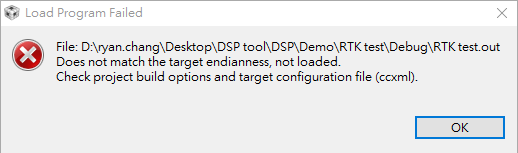 Load Program Failed
File: D:\ryan.chang\Desktop\DSP tool\DSP\Demo\RTK test\Debug\RTK test.out
Does not match the target endianness, not loaded.
Check project build options and target configuration file (ccxml).
OK